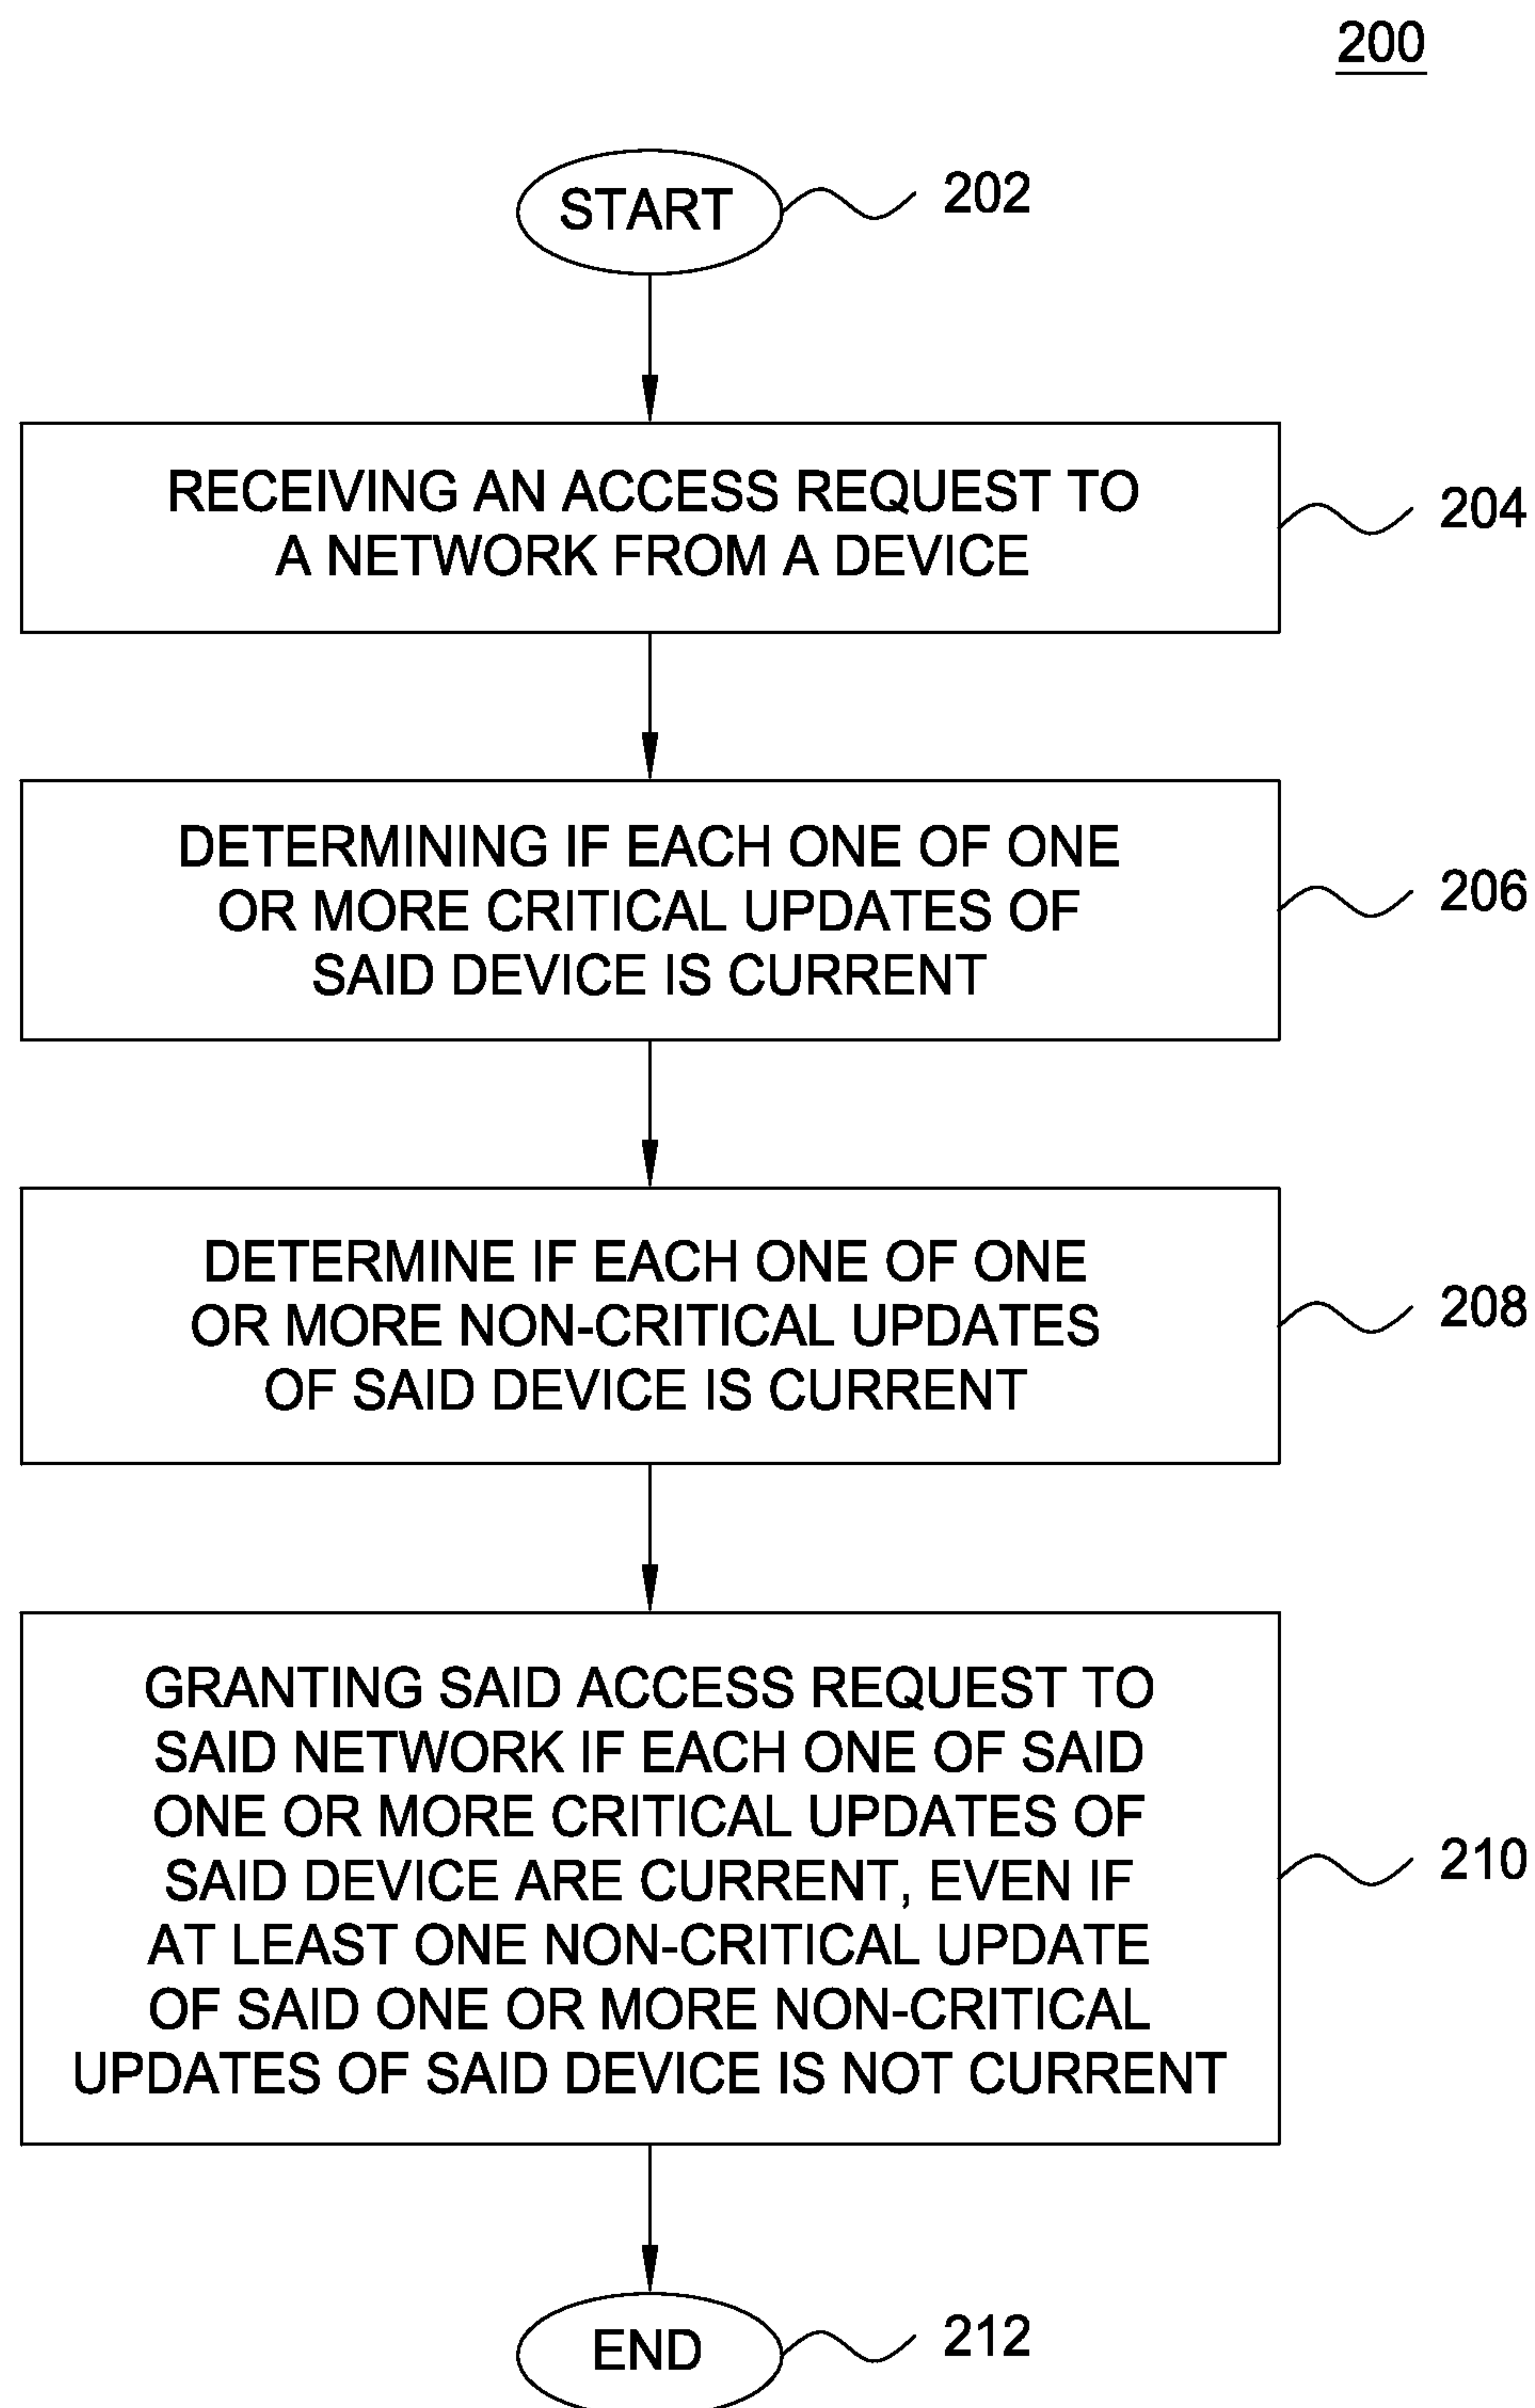 200
START
202
RECEIVING AN ACCESS REQUEST TO
A NETWORK FROM A DEVICE
204
DETERMINING IF EACH ONE OF ONE
OR MORE CRITICAL UPDATES OF
SAID DEVICE IS CURRENT
206
DETERMINE IF EACH ONE OF ONE
OR MORE NON-CRITICAL UPDATES
OF SAID DEVICE IS CURRENT
208
GRANTING SAID ACCESS REQUEST TO
SAID NETWORK IF EACH ONE OF SAID
ONE OR MORE CRITICAL UPDATES OF
SAID DEVICE ARE CURRENT, EVEN IF
AT LEAST ONE NON-CRITICAL UPDATE
OF SAID ONE OR MORE NON-CRITICAL
UPDATES OF SAID DEVICE IS NOT CURRENT
210
END
212